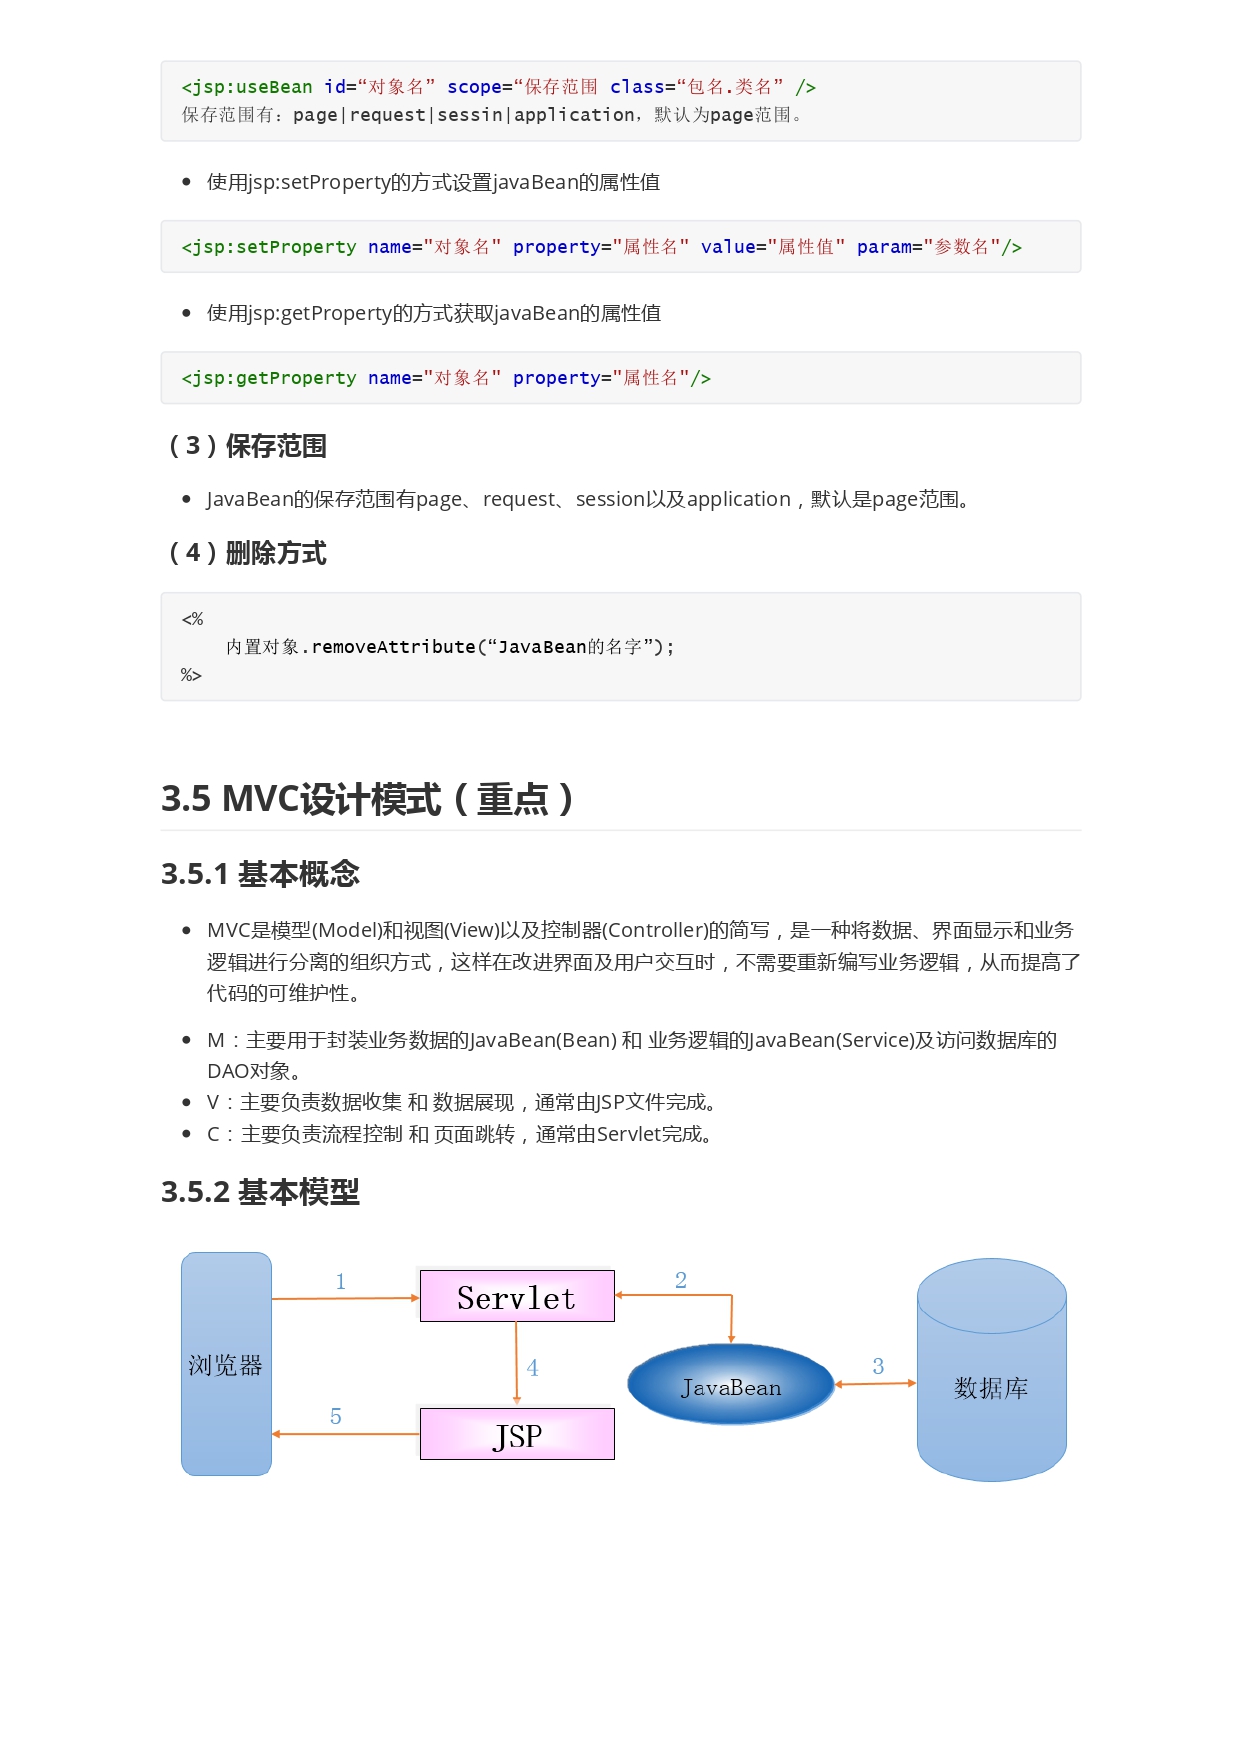 <jsp:useBean id=“对象名” scope=“保存范围 class=“包名.类名” />
保存范围有：page|request|sessin|application，默认为page范围。
使用jsp:setProperty的方式设置javaBean的属性值
<jsp:setProperty name="对象名" property="属性名" value="属性值" param="参数名"/>
使用jsp:getProperty的方式获取javaBean的属性值
<jsp:getProperty name="对象名" property="属性名"/>
（3）保存范围
JavaBean的保存范围有page、request、session以及application，默认是page范围。
（4）删除方式
<%
内置对象.removeAttribute(“JavaBean的名字”);
%>
3.5 MVC设计模式（重点）
3.5.1 基本概念
MVC是模型(Model)和视图(View)以及控制器(Controller)的简写，是一种将数据、界面显示和业务
逻辑进行分离的组织方式，这样在改进界面及用户交互时，不需要重新编写业务逻辑，从而提高了
代码的可维护性。
M：主要用于封装业务数据的JavaBean(Bean) 和 业务逻辑的JavaBean(Service)及访问数据库的
DAO对象。
V：主要负责数据收集 和 数据展现，通常由JSP文件完成。
C：主要负责流程控制 和 页面跳转，通常由Servlet完成。
3.5.2 基本模型
浏览器
1
Servlet
2
4
JavaBean
3
数据库
5
JSP